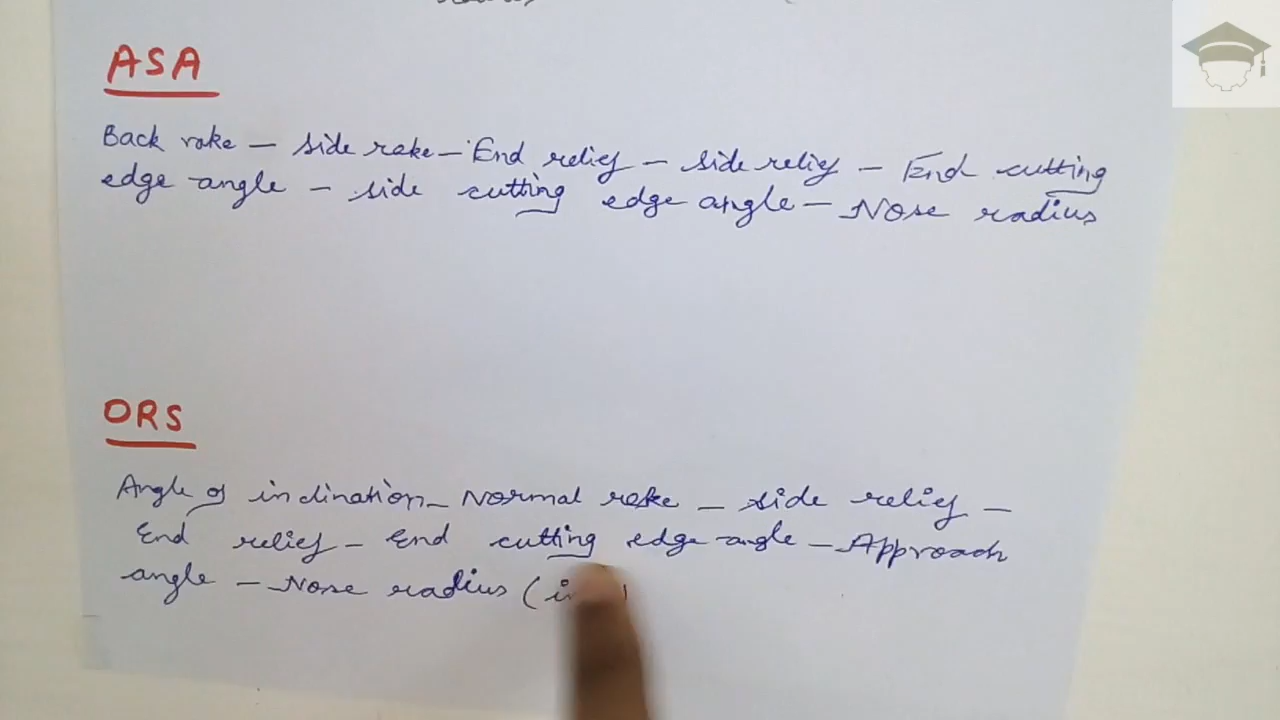 ASA
Back rake - side rake - End relief - side relief - End cutting
edge angle - side cutting edge angle - Nose radius
ORS
Angle of inclination - Normal rake - side relief -
End relief - End cutting edge angle - Approach
angle - Nose radius (